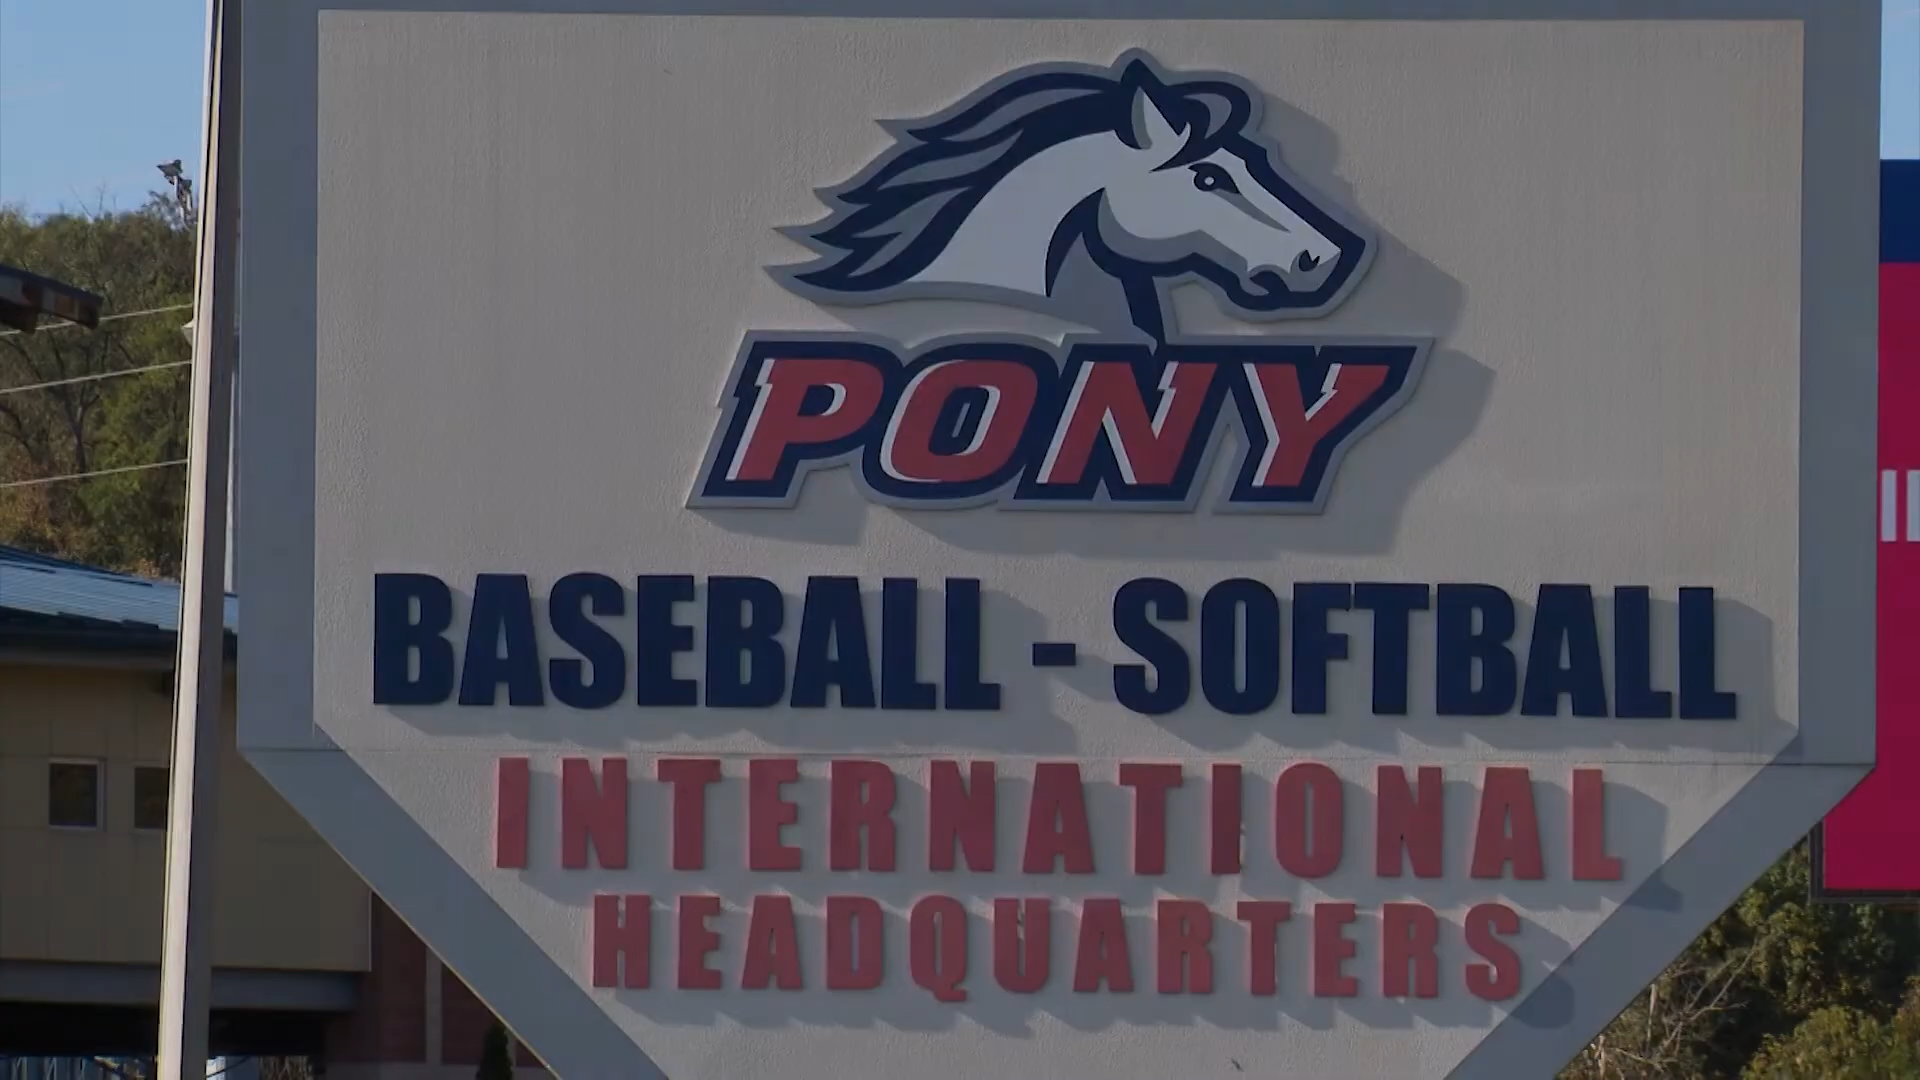 PONY
BASEBALL - SOFTBALL
INTERNATIONAL
HEADQUARTERS